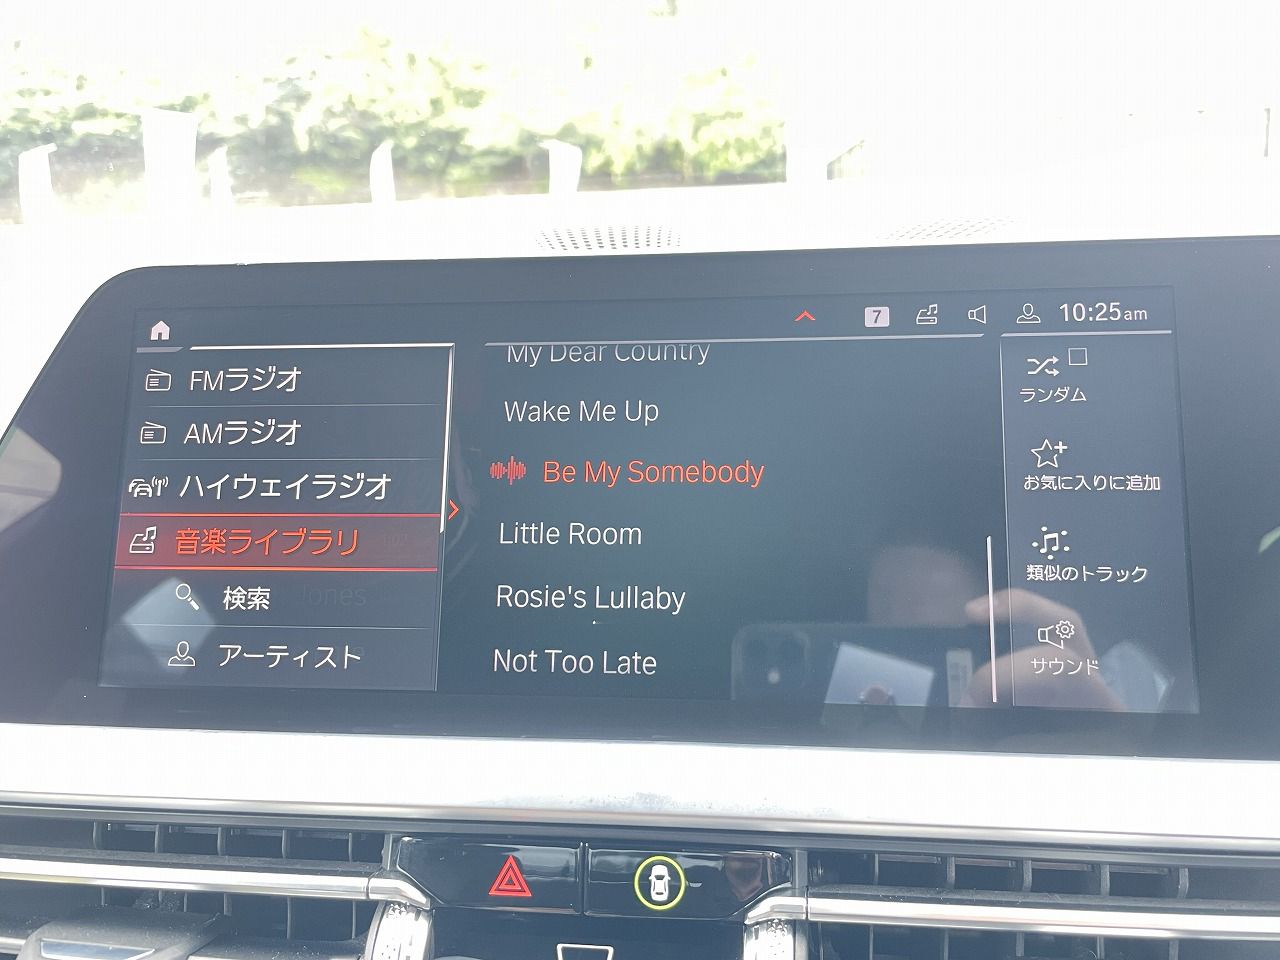 7
10:25am
FMラジオ
AMラジオ
ハイウェイラジオ
音楽ライブラリ
検索
Jones
アーティスト
My Dear Country
Wake Me Up
Be My Somebody
Little Room
Rosie's Lullaby
Not Too Late
ランダム
お気に入りに追加
類似のトラック
サウンド